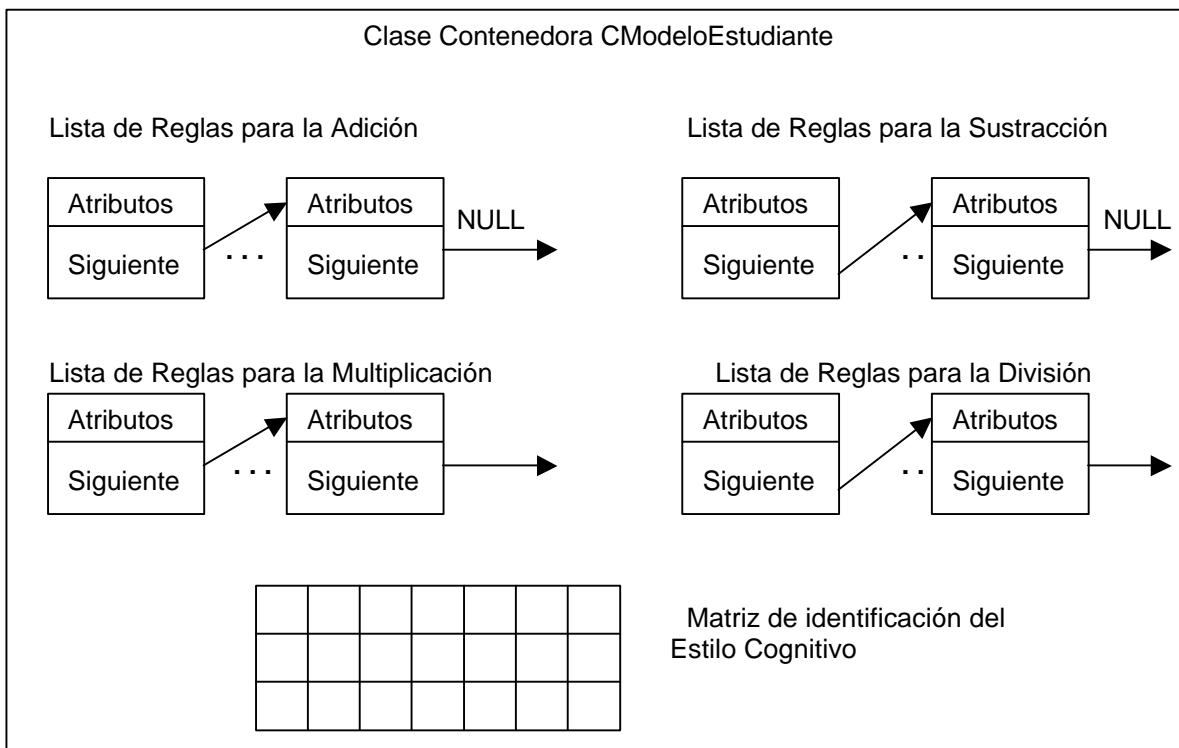 Clase Contenedora CModeloEstudiante
Lista de Reglas para la Adición
Lista de Reglas para la Sustracción
Atributos
Atributos
NULL
Siguiente
. . .
Siguiente
Atributos
Atributos
NULL
Siguiente
. .
Siguiente
Lista de Reglas para la Multiplicación
Lista de Reglas para la División
Atributos
Atributos
Siguiente
. . .
Siguiente
Atributos
Atributos
Siguiente
. .
Siguiente
Matriz de identificación del
Estilo Cognitivo